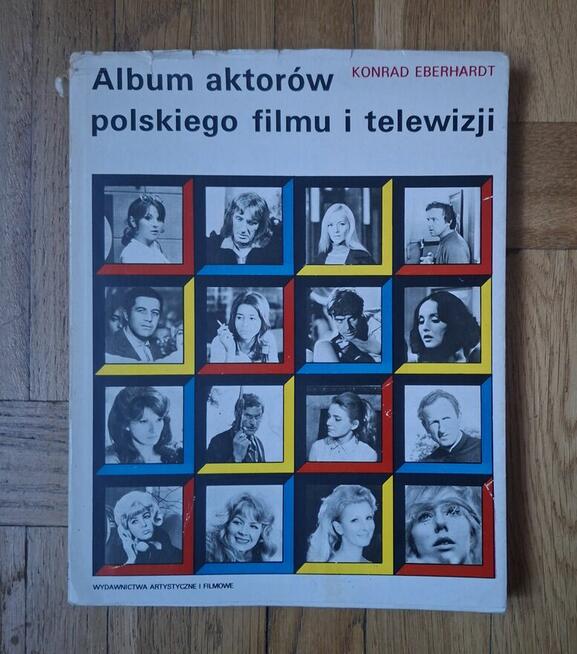 Album aktorów KONRAD EBERHARDT
polskiego filmu i telewizji
WYDAWNICTWA ARTYSTYCZNE I FILMOWE